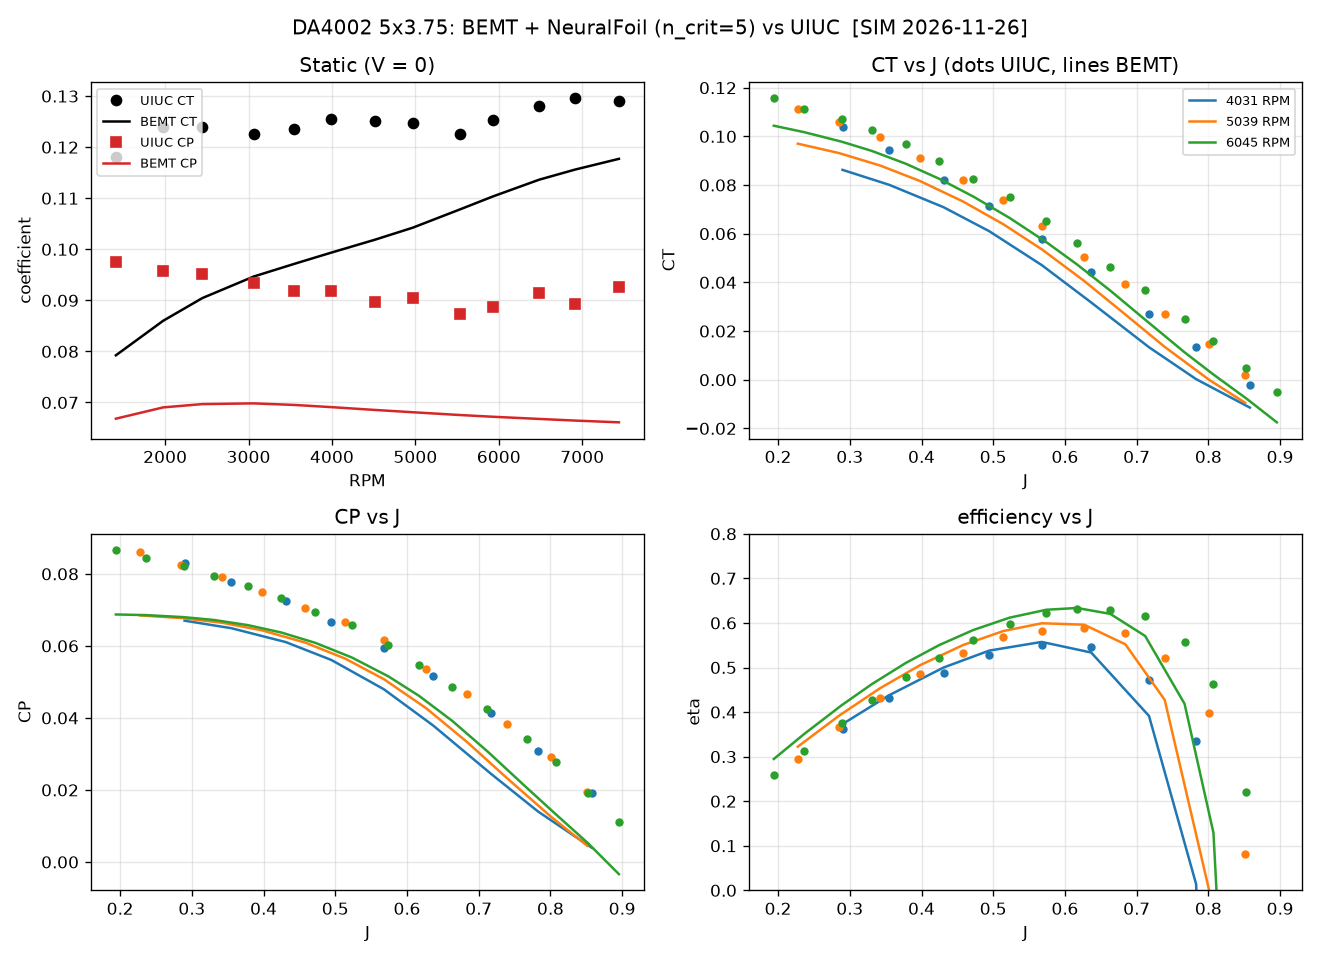 DA4002 5x3.75: BEMT + NeuralFoil (n_crit=5) vs UIUC [SIM 2026-11-26]
Static (V = 0)
0.13
0.12
0.11
0.10
0.09
0.08
0.07
coefficient
UIUC CT
BEMT CT
UIUC CP
BEMT CP
2000
3000
4000
5000
6000
7000
RPM
CT vs J (dots UIUC, lines BEMT)
0.12
0.10
0.08
0.06
0.04
0.02
0.00
−0.02
CT
4031 RPM
5039 RPM
6045 RPM
0.2
0.3
0.4
0.5
0.6
0.7
0.8
0.9
J
CP vs J
0.08
0.06
0.04
0.02
0.00
CP
0.2
0.3
0.4
0.5
0.6
0.7
0.8
0.9
J
efficiency vs J
0.8
0.7
0.6
0.5
0.4
0.3
0.2
0.1
0.0
eta
0.2
0.3
0.4
0.5
0.6
0.7
0.8
0.9
J